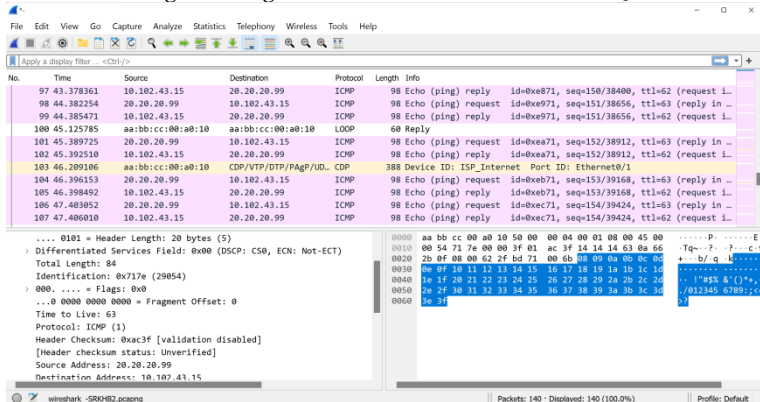 File Edit View Go Capture Analyze Statistics Telephony Wireless Tools Help
Apply a display filter ... <Ctrl-/>
No. Time Source Destination Protocol Length Info
97 43.378361 10.102.43.15 20.20.20.99 ICMP 98 Echo (ping) reply id=0xe871, seq=150/38400, ttl=62 (request i…
98 44.382254 20.20.20.99 10.102.43.15 ICMP 98 Echo (ping) request id=0xe971, seq=151/38656, ttl=63 (reply in …
99 44.385471 10.102.43.15 20.20.20.99 ICMP 98 Echo (ping) reply id=0xe971, seq=151/38656, ttl=62 (request i…
100 45.125785 aa:bb:cc:00:a0:10 aa:bb:cc:00:a0:10 LOOP 60 Reply
101 45.389725 20.20.20.99 10.102.43.15 ICMP 98 Echo (ping) request id=0xea71, seq=152/38912, ttl=63 (reply in …
102 45.392510 10.102.43.15 20.20.20.99 ICMP 98 Echo (ping) reply id=0xea71, seq=152/38912, ttl=62 (request i…
103 46.209106 aa:bb:cc:00:a0:10 CDP/VTP/DTP/PAgP/UD… CDP 388 Device ID: ISP_Internet Port ID: Ethernet0/1
104 46.396153 20.20.20.99 10.102.43.15 ICMP 98 Echo (ping) request id=0xeb71, seq=153/39168, ttl=63 (reply in …
105 46.398492 10.102.43.15 20.20.20.99 ICMP 98 Echo (ping) reply id=0xeb71, seq=153/39168, ttl=62 (request i…
106 47.403052 20.20.20.99 10.102.43.15 ICMP 98 Echo (ping) request id=0xec71, seq=154/39424, ttl=63 (reply in …
107 47.406010 10.102.43.15 20.20.20.99 ICMP 98 Echo (ping) reply id=0xec71, seq=154/39424, ttl=62 (request i…
.... 0101 = Header Length: 20 bytes (5)
Differentiated Services Field: 0x00 (DSCP: CS0, ECN: Not-ECT)
Total Length: 84
Identification: 0x717e (29054)
000. .... = Flags: 0x0
...0 0000 0000 0000 = Fragment Offset: 0
Time to Live: 63
Protocol: ICMP (1)
Header Checksum: 0xac3f [validation disabled]
[Header checksum status: Unverified]
Source Address: 20.20.20.99
Destination Address: 10.102.43.15
0000 aa bb cc 00 a0 10 50 00 00 04 00 01 08 00 45 00 ······P· ······E·
0010 00 54 71 7e 00 00 3f 01 ac 3f 14 14 14 63 0a 66 ·Tq~··?· ·?···c·f
0020 2b 0f 08 00 62 2f bd 71 00 6b 08 09 0a 0b 0c 0d +···b/·q ·k······
0030 0e 0f 10 11 12 13 14 15 16 17 18 19 1a 1b 1c 1d ········ ········
0040 1e 1f 20 21 22 23 24 25 26 27 28 29 2a 2b 2c 2d ·· !"#$% &'()*+,-
0050 2e 2f 30 31 32 33 34 35 36 37 38 39 3a 3b 3c 3d ./012345 6789:;<=
0060 3e 3f >?
wireshark -SRKHB2.pcapng Packets: 140 · Displayed: 140 (100.0%) Profile: Default